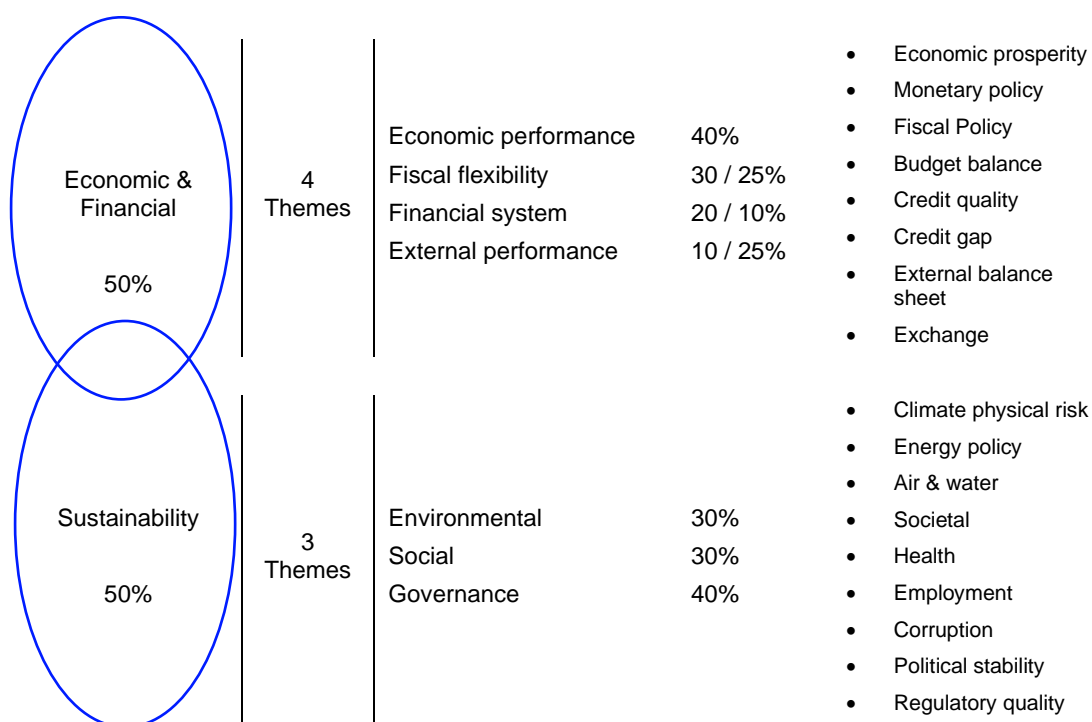 Economic &
Financial
50%
4
Themes
Economic performance 40%
Fiscal flexibility 30 / 25%
Financial system 20 / 10%
External performance 10 / 25%
• Economic prosperity
• Monetary policy
• Fiscal Policy
• Budget balance
• Credit quality
• Credit gap
• External balance
sheet
• Exchange
Sustainability
50%
3
Themes
Environmental 30%
Social 30%
Governance 40%
• Climate physical risk
• Energy policy
• Air & water
• Societal
• Health
• Employment
• Corruption
• Political stability
• Regulatory quality